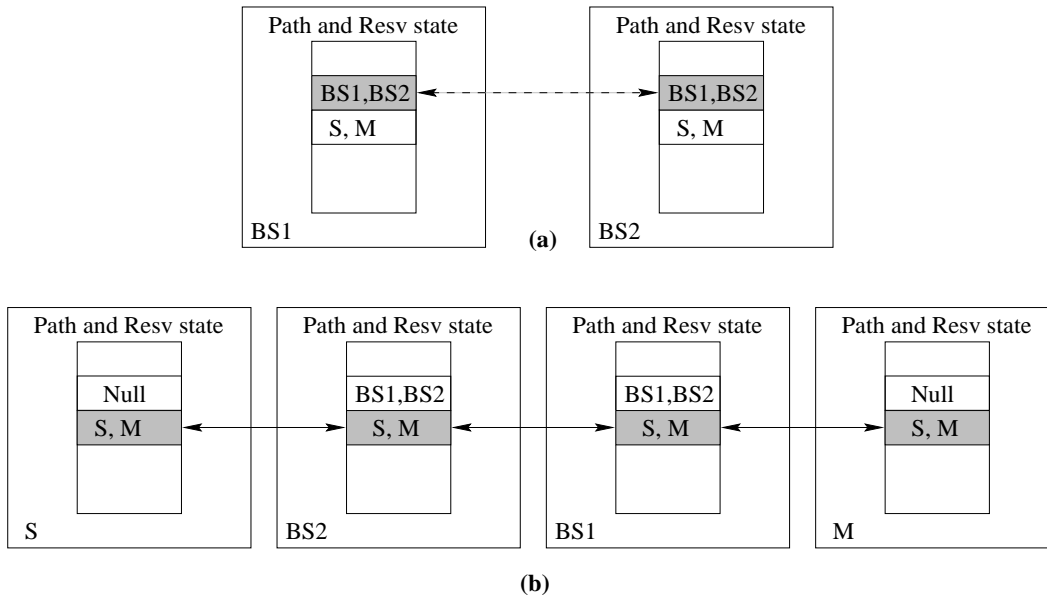 Path and Resv state
BS1,BS2
S, M
BS1
Path and Resv state
BS1,BS2
S, M
BS2
(a)
Path and Resv state
Null
S, M
S
Path and Resv state
BS1,BS2
S, M
BS2
Path and Resv state
BS1,BS2
S, M
BS1
Path and Resv state
Null
S, M
M
(b)